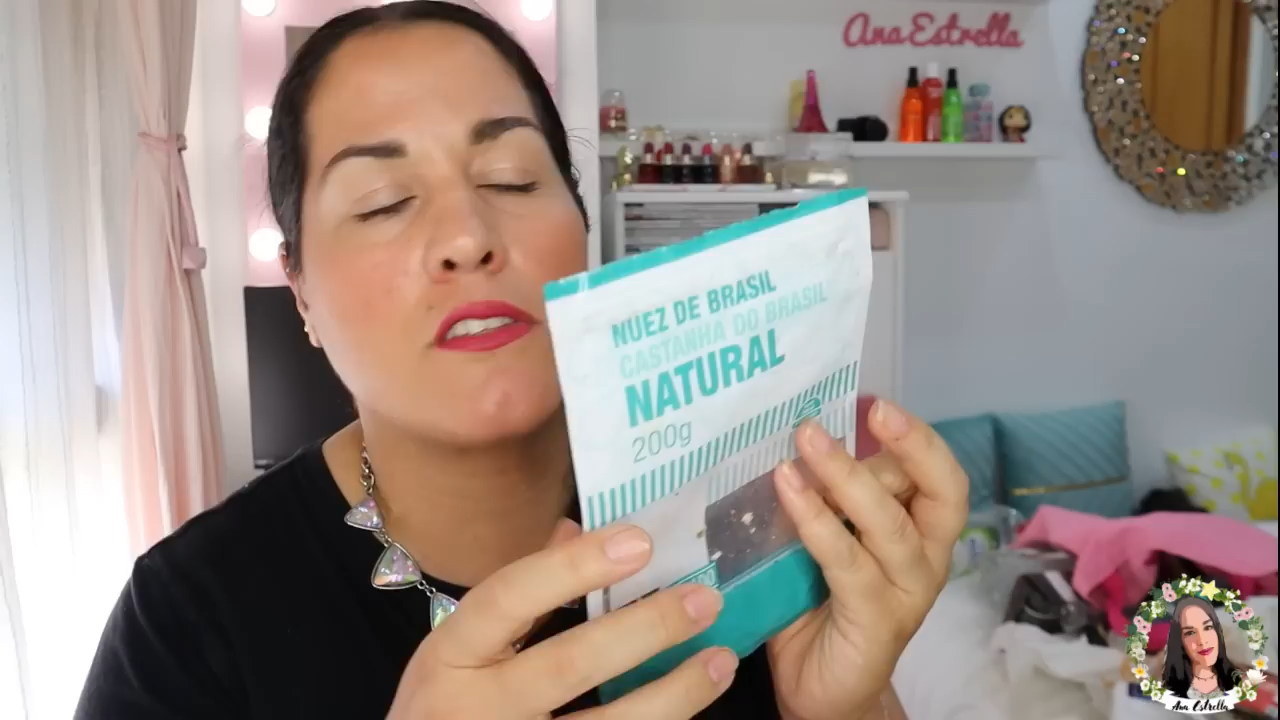 Ana Estrella
NUEZ DE BRASIL
CASTANHA DO BRASIL
NATURAL
200g
Ana Estrella